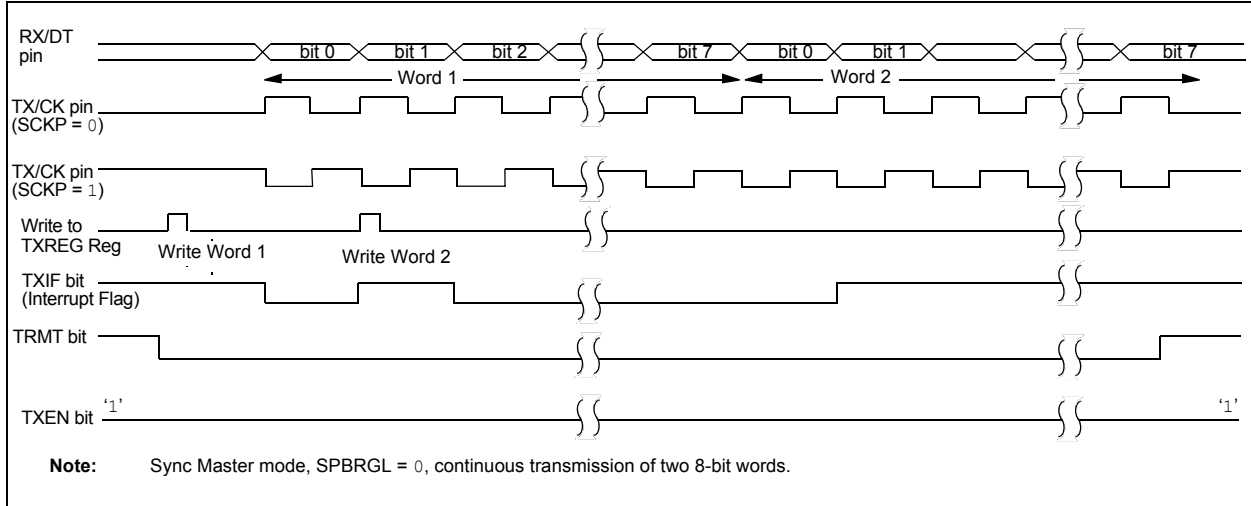 RX/DT
pin
bit 0 bit 1 bit 2 bit 7 bit 0 bit 1 bit 7
Word 1 Word 2
TX/CK pin
(SCKP = 0)
TX/CK pin
(SCKP = 1)
Write to
TXREG Reg
Write Word 1 Write Word 2
TXIF bit
(Interrupt Flag)
TRMT bit
‘1’ ‘1’
TXEN bit
Note: Sync Master mode, SPBRGL = 0, continuous transmission of two 8-bit words.